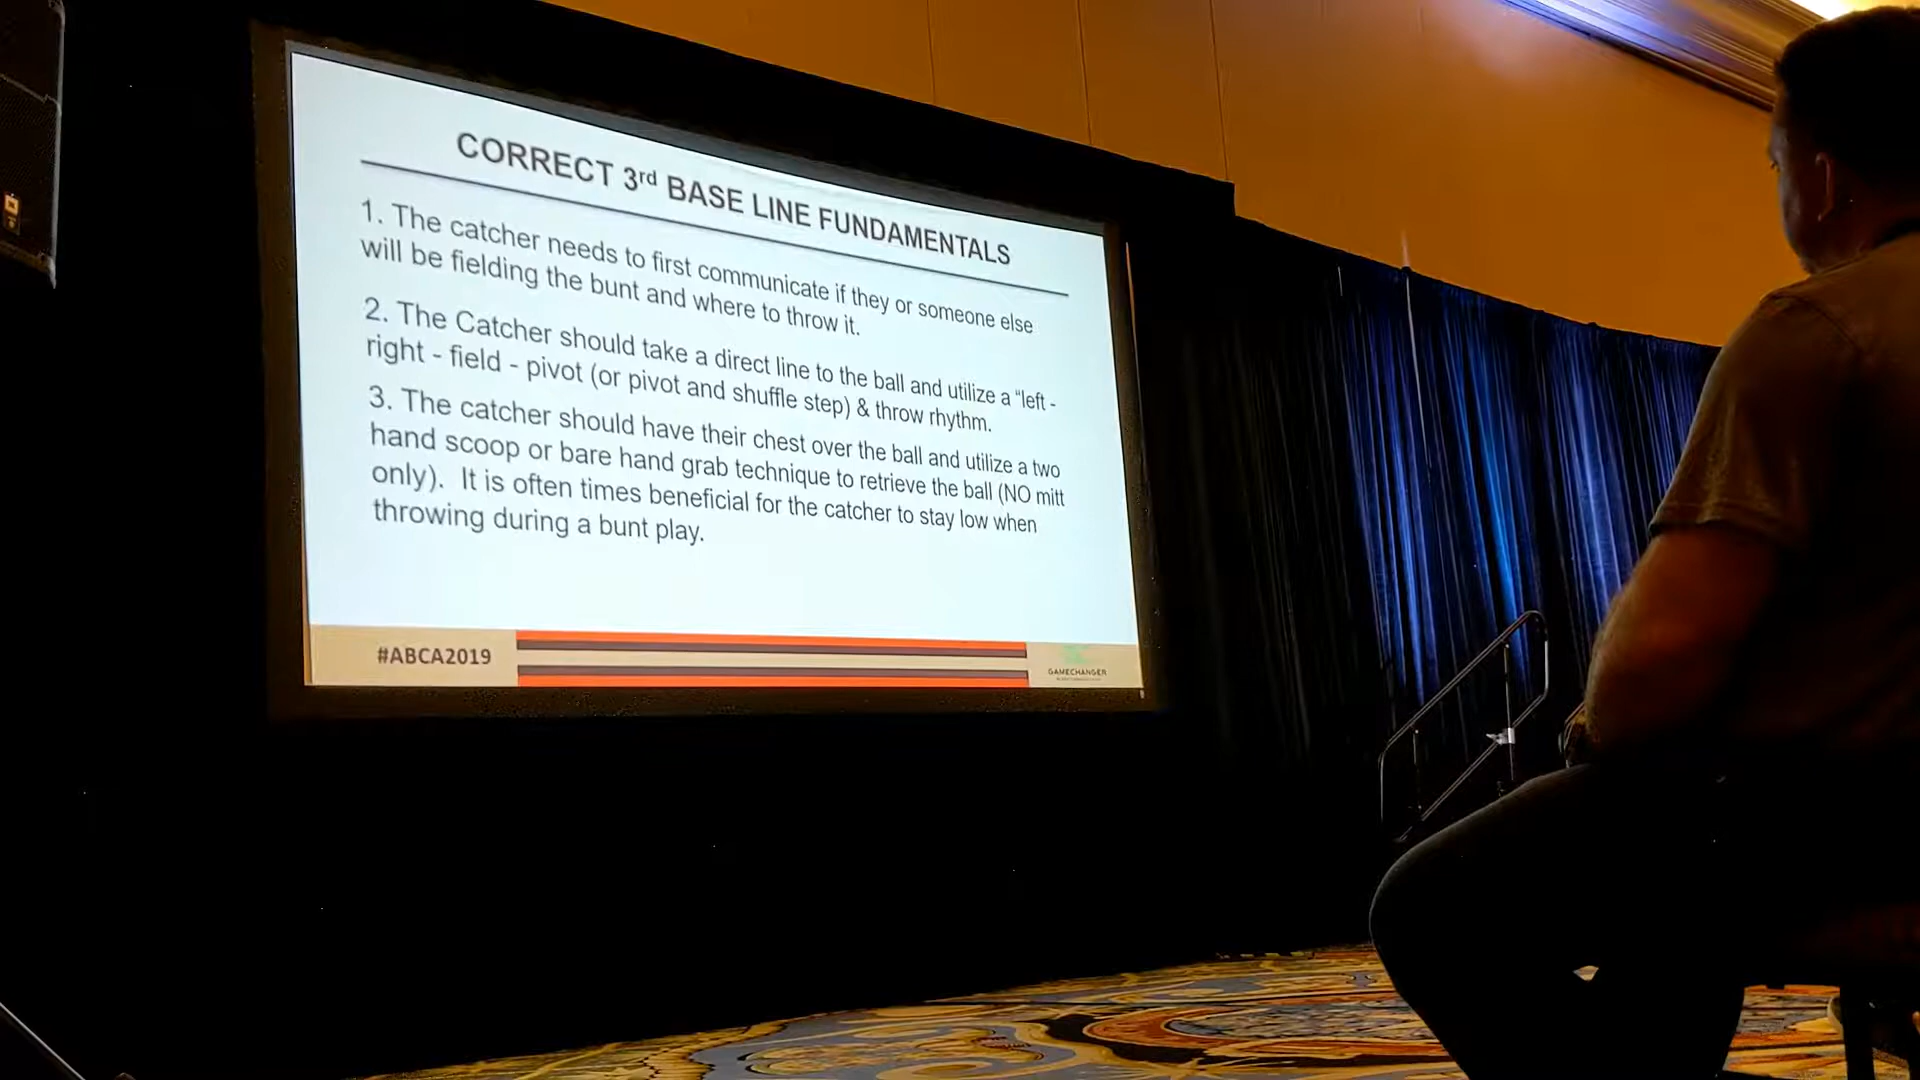 CORRECT 3rd BASE LINE FUNDAMENTALS
1. The catcher needs to first communicate if they or someone else
will be fielding the bunt and where to throw it.
2. The Catcher should take a direct line to the ball and utilize a “left -
right - field - pivot (or pivot and shuffle step) & throw rhythm.
3. The catcher should have their chest over the ball and utilize a two
hand scoop or bare hand grab technique to retrieve the ball (NO mitt
only). It is often times beneficial for the catcher to stay low when
throwing during a bunt play.
#ABCA2019
GAMECHANGER